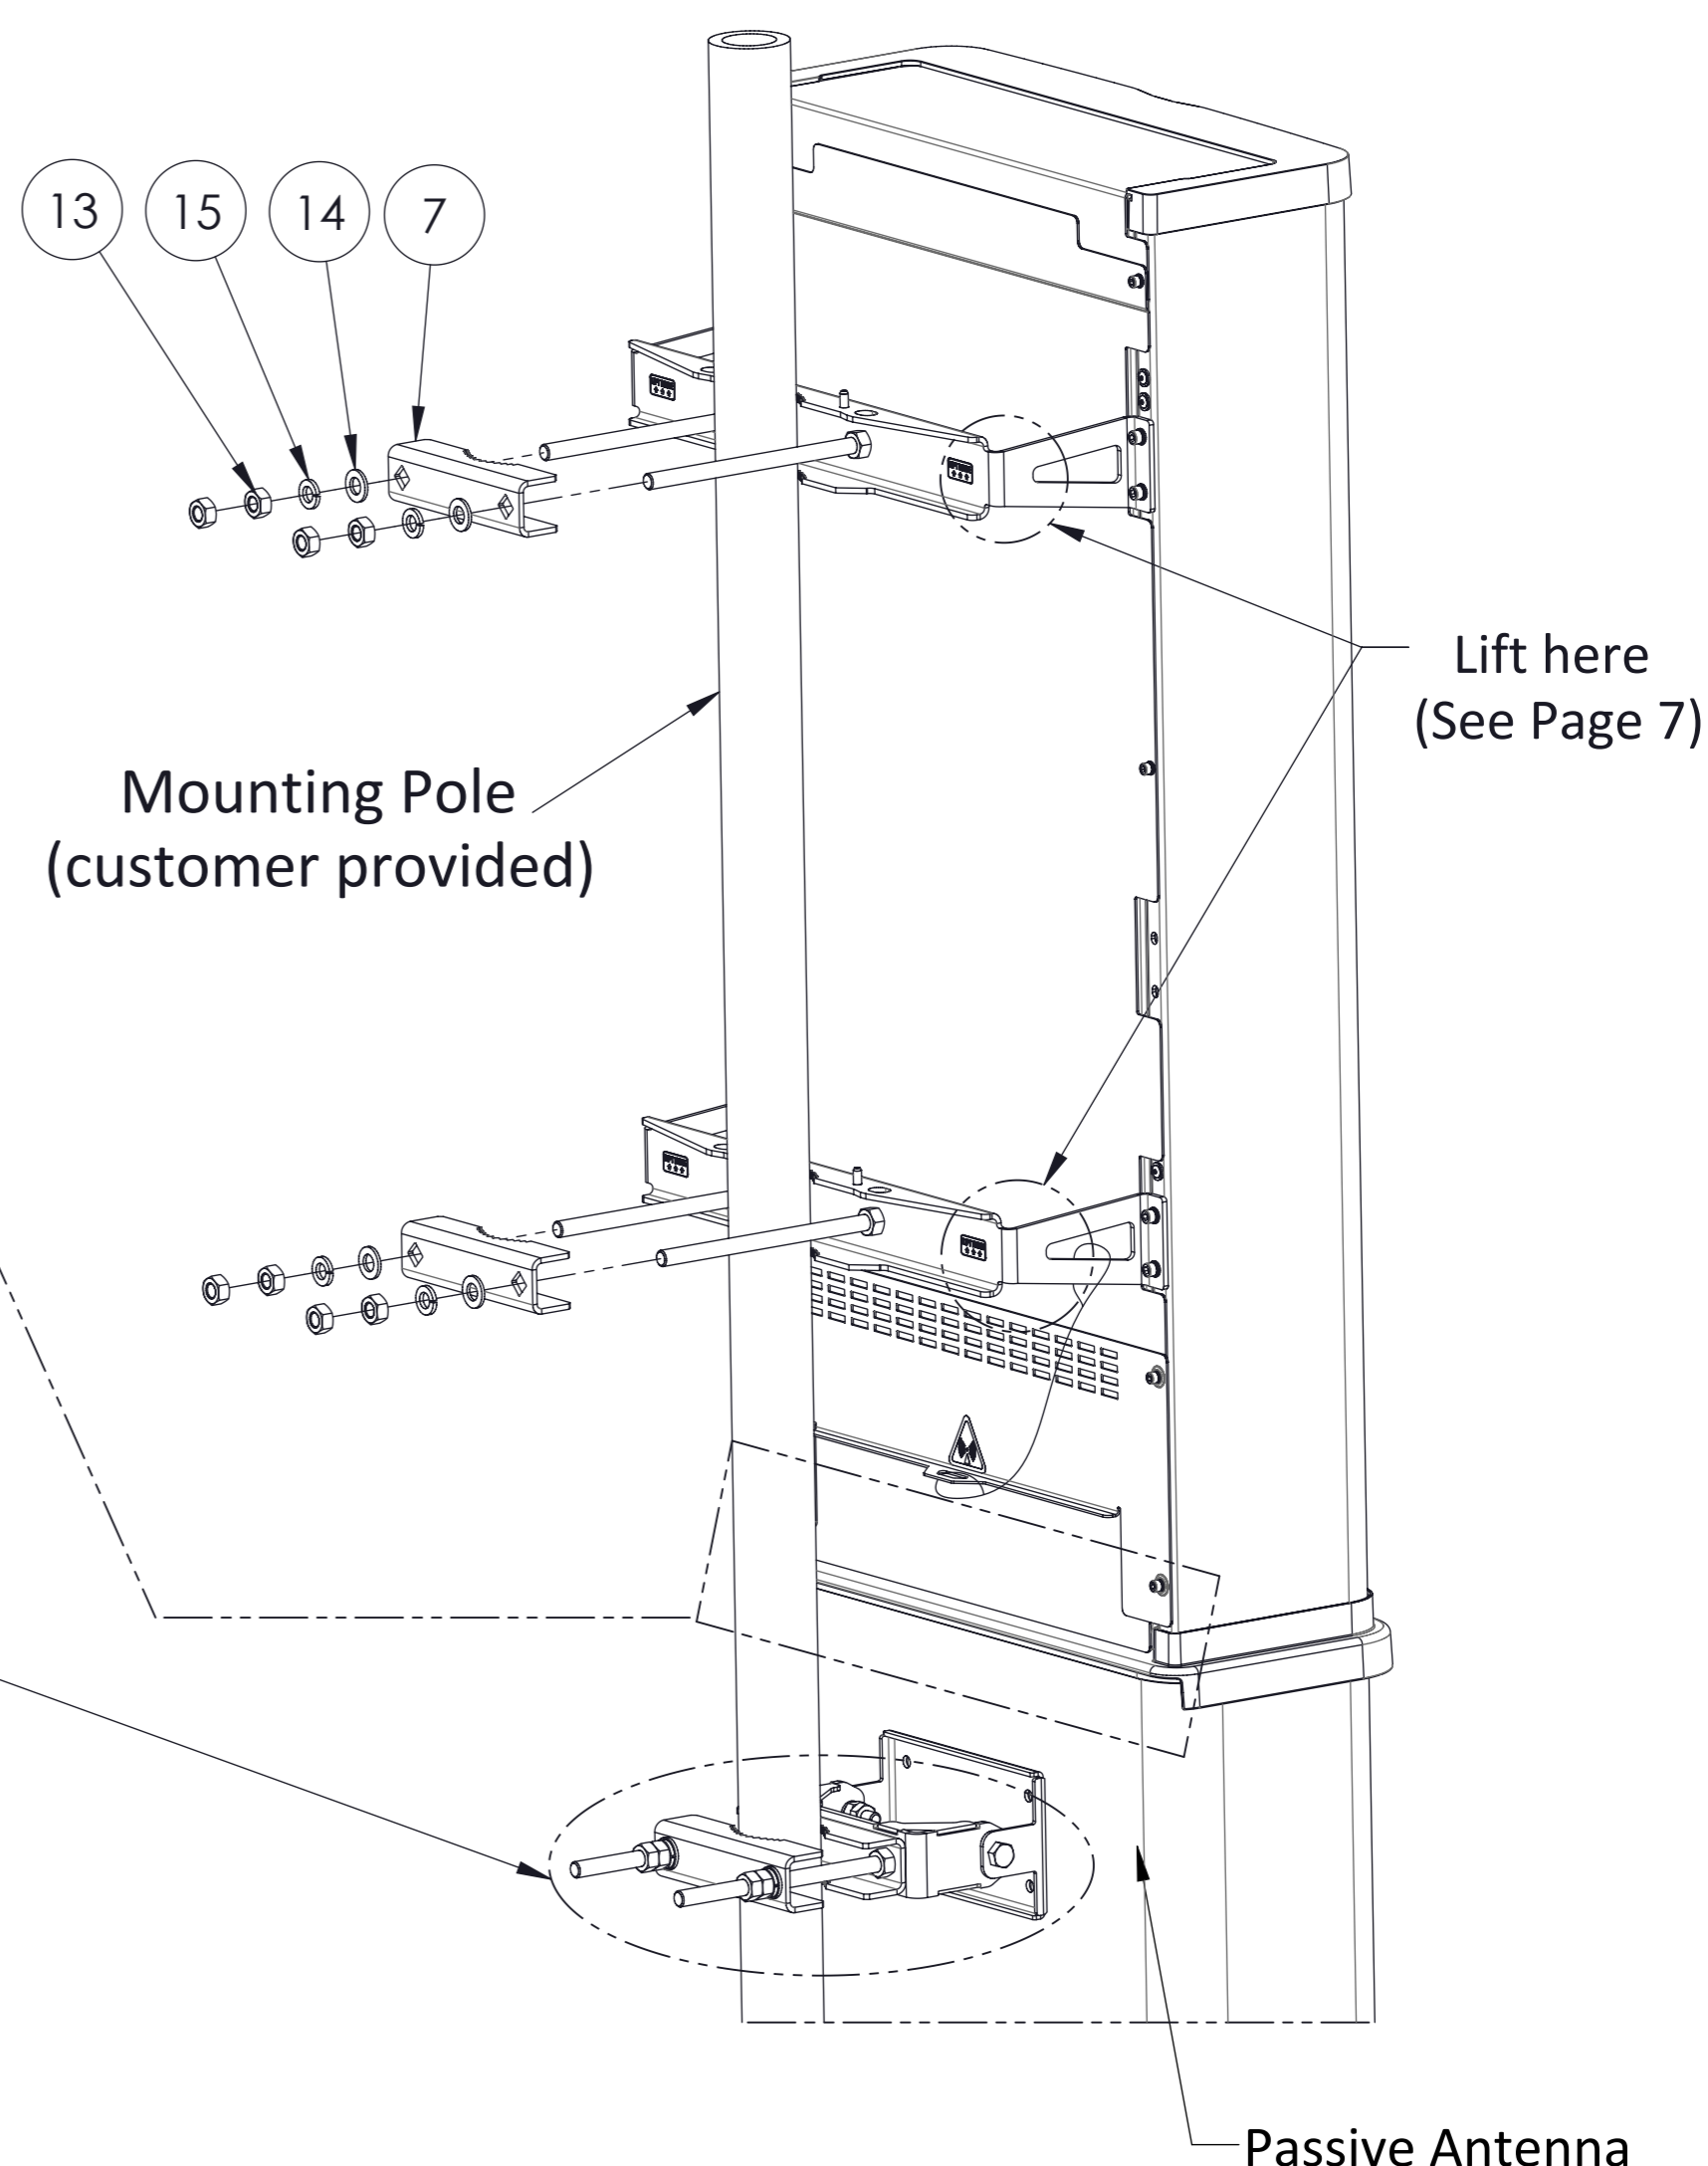 13 15 14 7
Lift here
(See Page 7)
Mounting Pole
(customer provided)
Passive Antenna